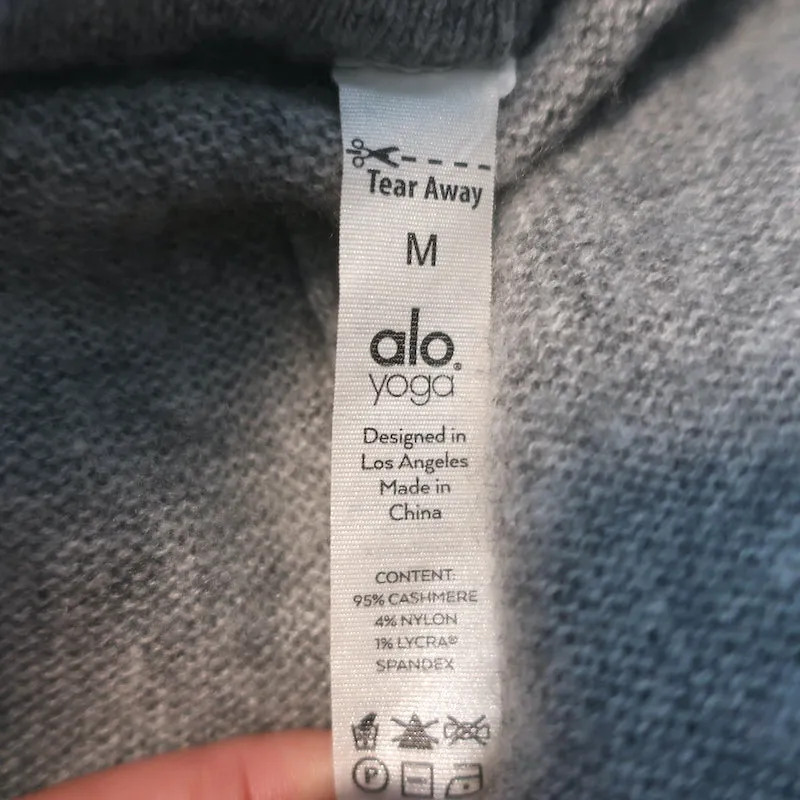 Tear Away
M
alo®
yoga
Designed in
Los Angeles
Made in
China
CONTENT:
95% CASHMERE
4% NYLON
1% LYCRA®
SPANDEX
P